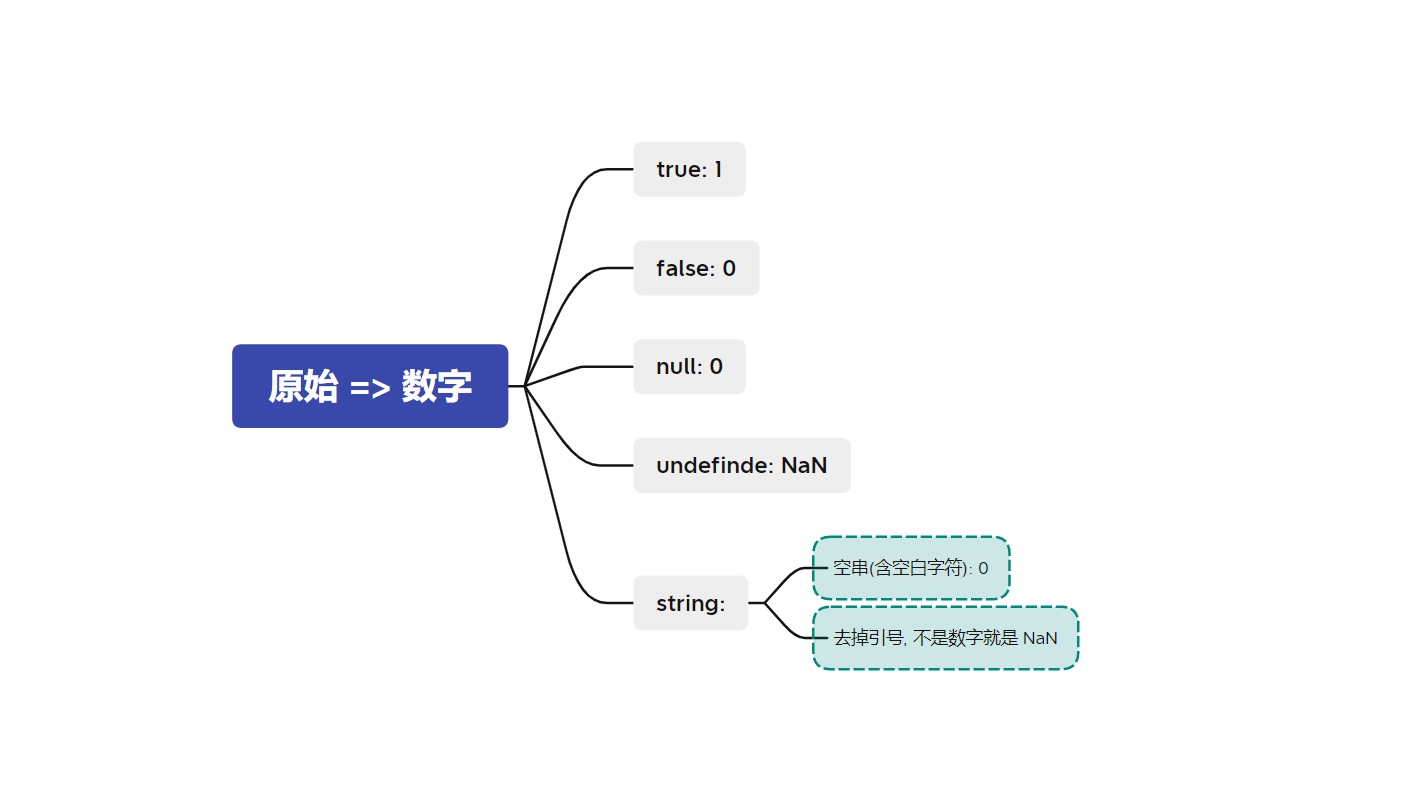 原始 => 数字
true: 1
false: 0
null: 0
undefinde: NaN
string:
空串(含空白字符): 0
去掉引号, 不是数字就是 NaN